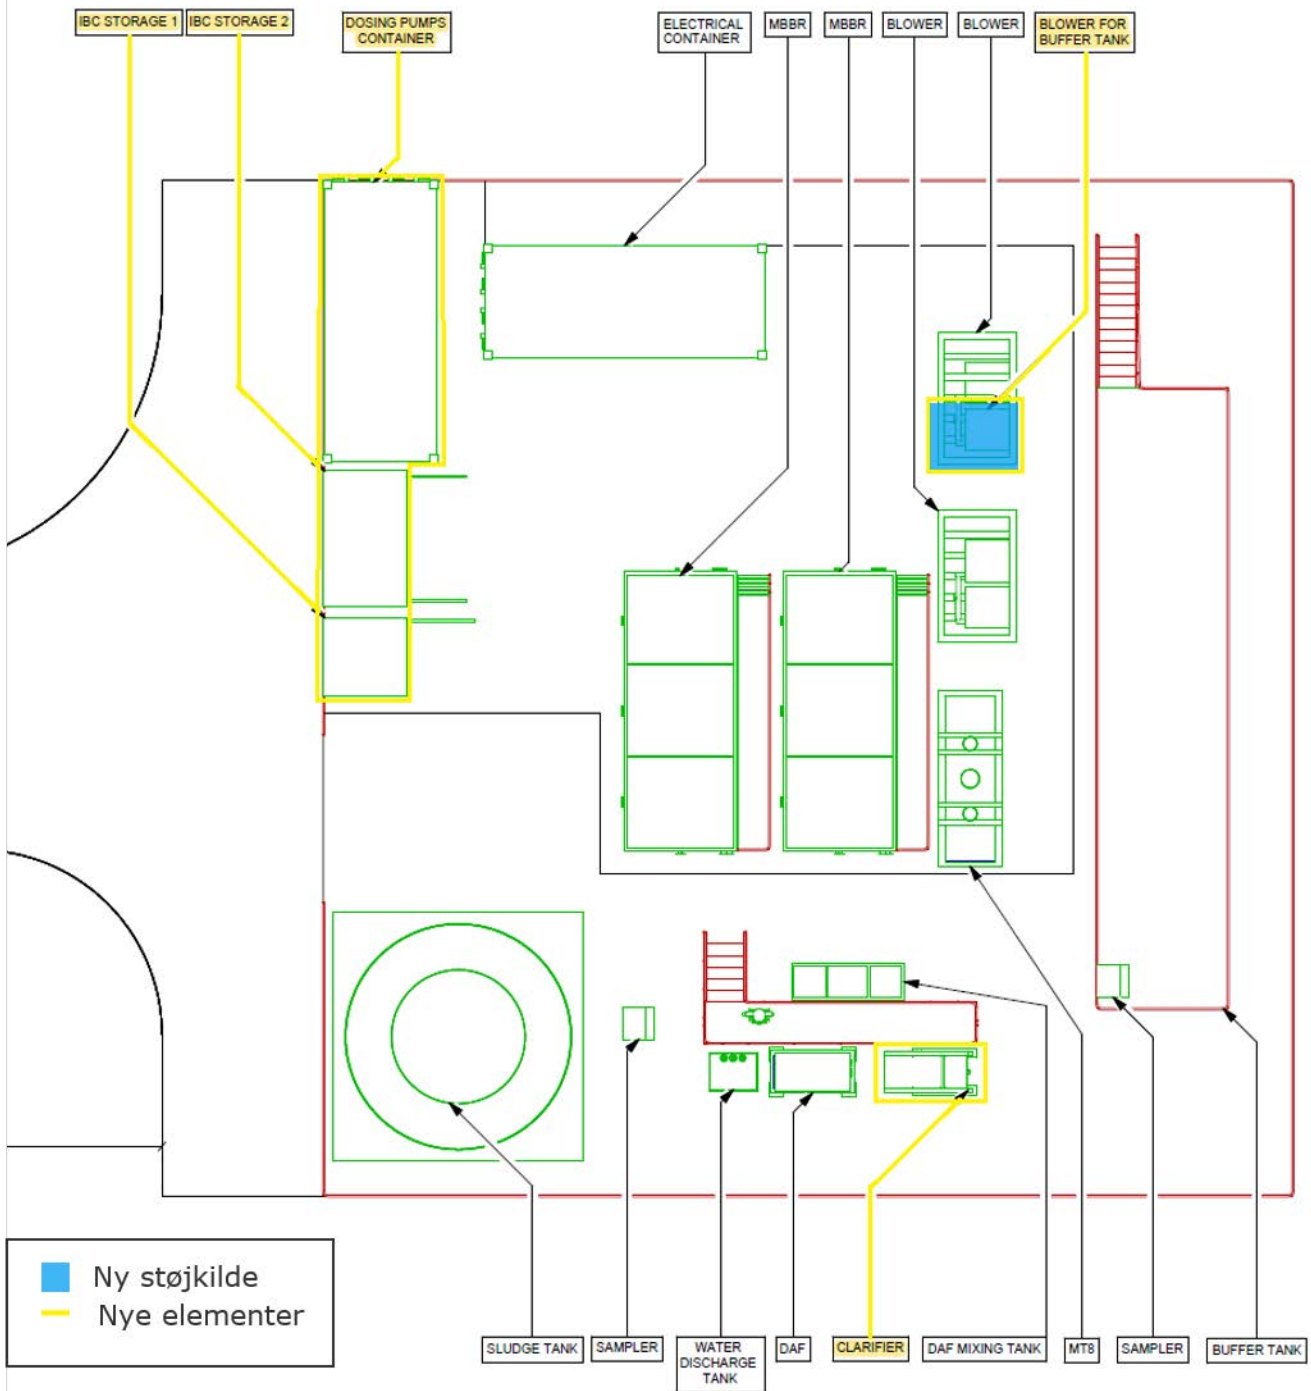 IBC STORAGE 1
IBC STORAGE 2
DOSING PUMPS
CONTAINER
ELECTRICAL
CONTAINER
MBBR
MBBR
BLOWER
BLOWER
BLOWER FOR
BUFFER TANK
Ny støjkilde
Nye elementer
SLUDGE TANK
SAMPLER
WATER
DISCHARGE
TANK
DAF
CLARIFIER
DAF MIXING TANK
MT8
SAMPLER
BUFFER TANK